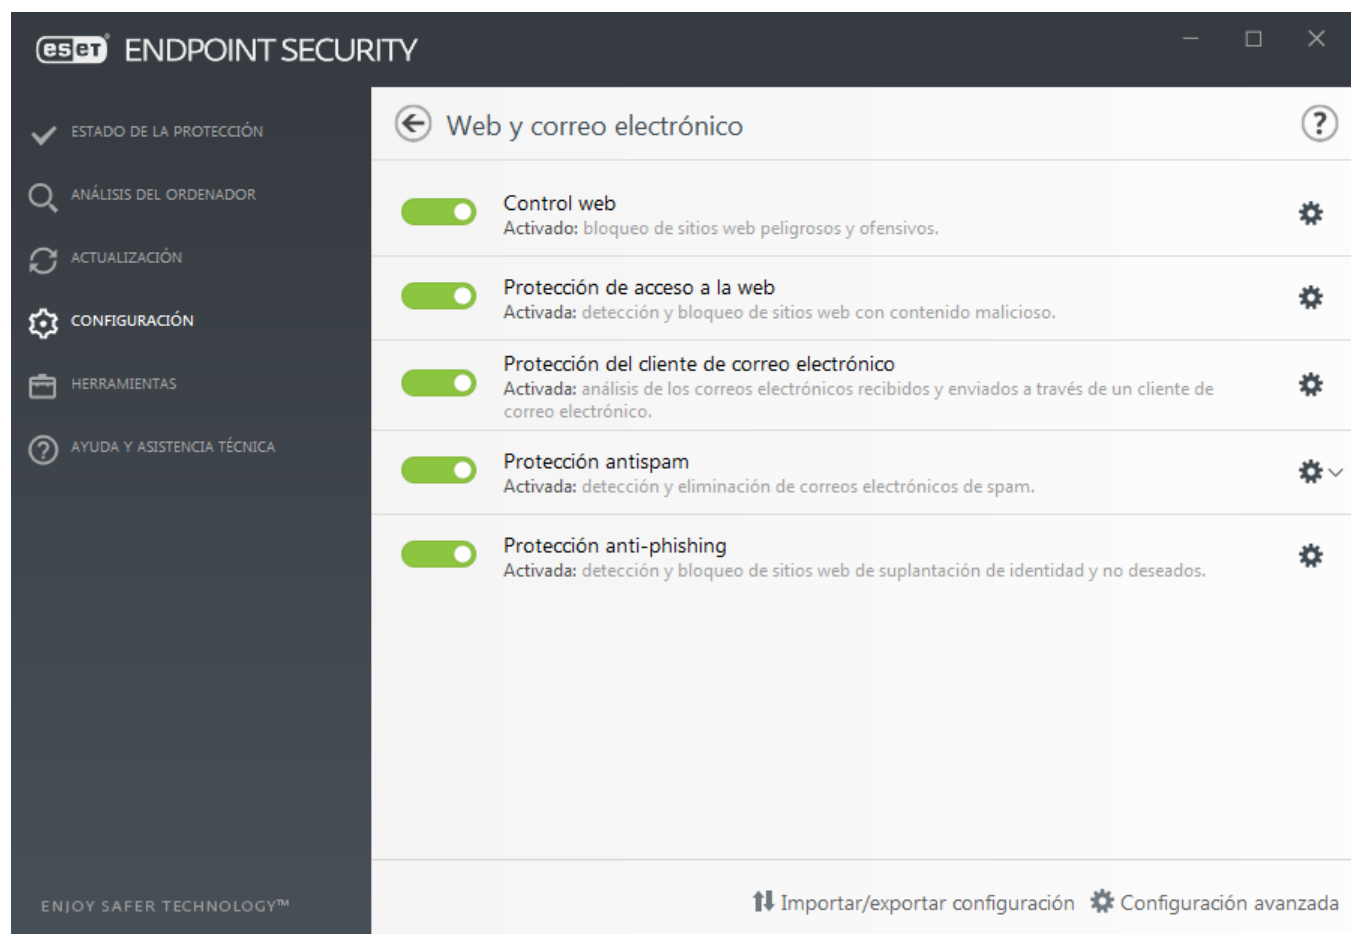 eset ENDPOINT SECURITY
ESTADO DE LA PROTECCIÓN
ANÁLISIS DEL ORDENADOR
ACTUALIZACIÓN
CONFIGURACIÓN
HERRAMIENTAS
AYUDA Y ASISTENCIA TÉCNICA
ENJOY SAFER TECHNOLOGY™
Web y correo electrónico
?
Control web
Activado: bloqueo de sitios web peligrosos y ofensivos.
Protección de acceso a la web
Activada: detección y bloqueo de sitios web con contenido malicioso.
Protección del cliente de correo electrónico
Activada: análisis de los correos electrónicos recibidos y enviados a través de un cliente de
correo electrónico.
Protección antispam
Activada: detección y eliminación de correos electrónicos de spam.
Protección anti-phishing
Activada: detección y bloqueo de sitios web de suplantación de identidad y no deseados.
Importar/exportar configuración
Configuración avanzada